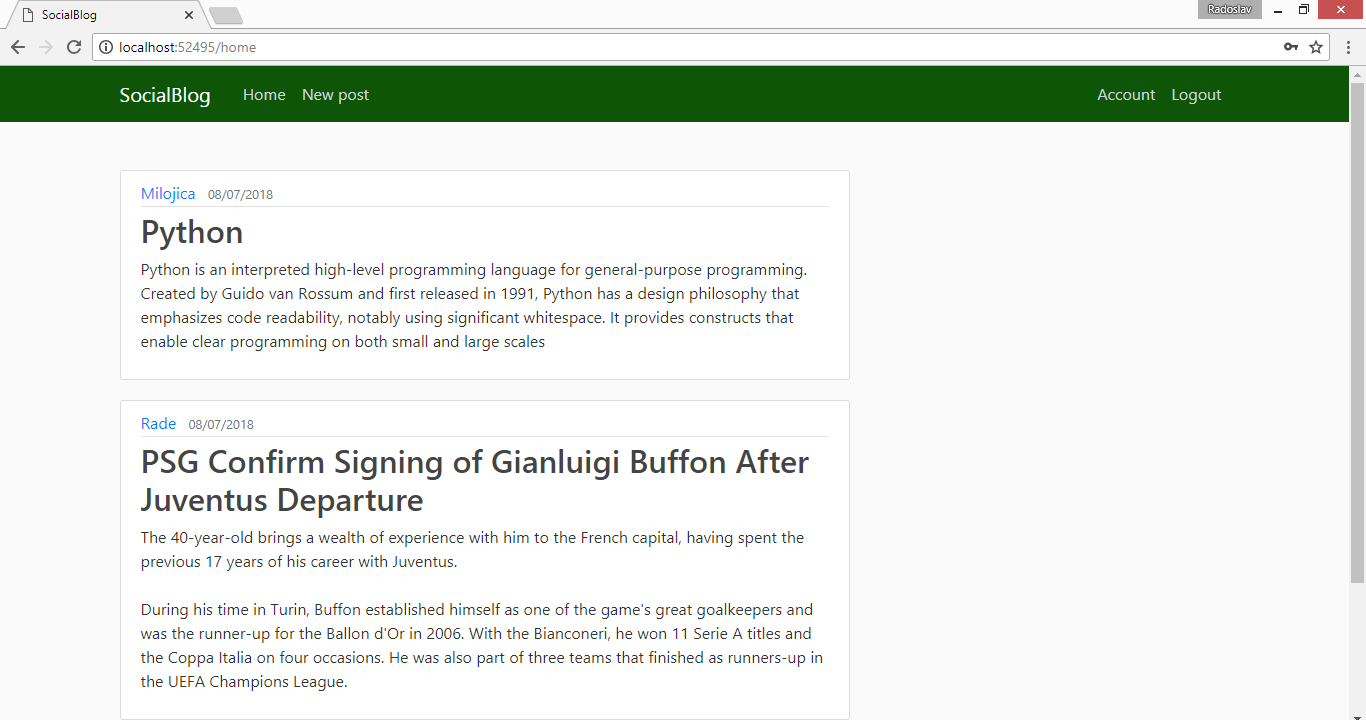 SocialBlog
Radoslav
localhost:52495/home
SocialBlog Home New post Account Logout
Milojica 08/07/2018
Python
Python is an interpreted high-level programming language for general-purpose programming.
Created by Guido van Rossum and first released in 1991, Python has a design philosophy that
emphasizes code readability, notably using significant whitespace. It provides constructs that
enable clear programming on both small and large scales
Rade 08/07/2018
PSG Confirm Signing of Gianluigi Buffon After
Juventus Departure
The 40-year-old brings a wealth of experience with him to the French capital, having spent the
previous 17 years of his career with Juventus.
During his time in Turin, Buffon established himself as one of the game's great goalkeepers and
was the runner-up for the Ballon d'Or in 2006. With the Bianconeri, he won 11 Serie A titles and
the Coppa Italia on four occasions. He was also part of three teams that finished as runners-up in
the UEFA Champions League.